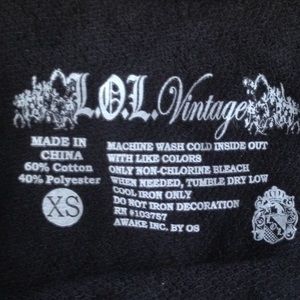 L.O.L. Vintage
MADE IN
CHINA
60% Cotton
40% Polyester
XS
MACHINE WASH COLD INSIDE OUT
WITH LIKE COLORS
ONLY NON-CHLORINE BLEACH
WHEN NEEDED, TUMBLE DRY LOW
COOL IRON ONLY
DO NOT IRON DECORATION
RN #103757
AWAKE INC. BY OS